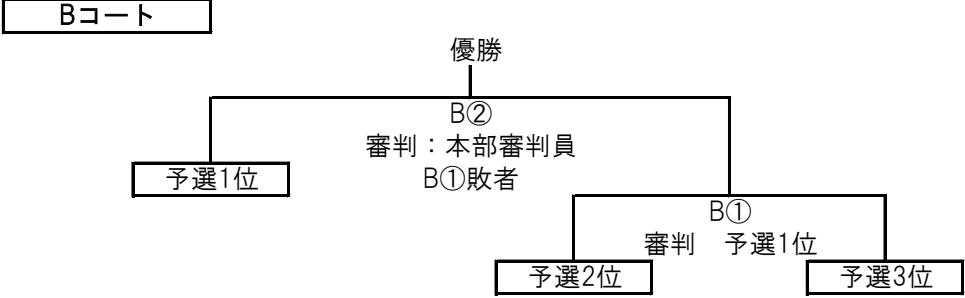 Bコート
優勝
B②
審判：本部審判員
予選1位
B①敗者
B①
審判　予選1位
予選2位
予選3位